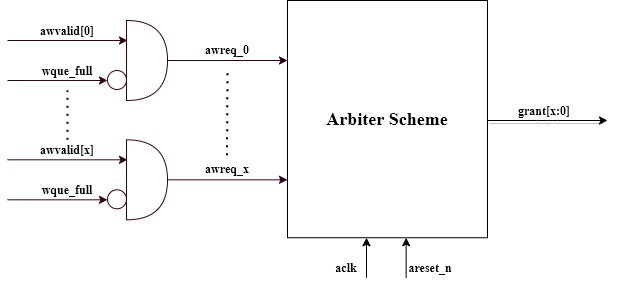 awvalid[0]
wque_full
awreq_0
awvalid[x]
wque_full
awreq_x
Arbiter Scheme
grant[x:0]
aclk
areset_n